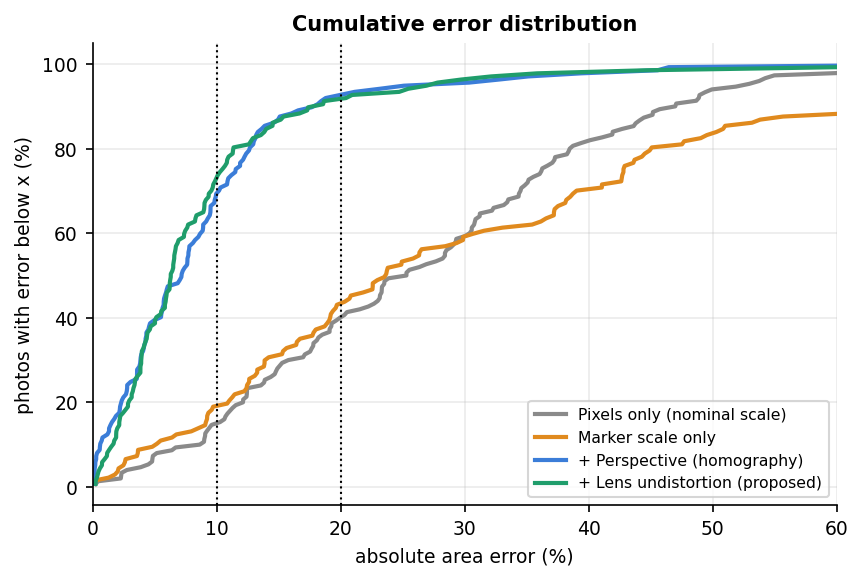 Cumulative error distribution
photos with error below x (%)
100
80
60
40
20
0
0 10 20 30 40 50 60
absolute area error (%)
Pixels only (nominal scale)
Marker scale only
+ Perspective (homography)
+ Lens undistortion (proposed)